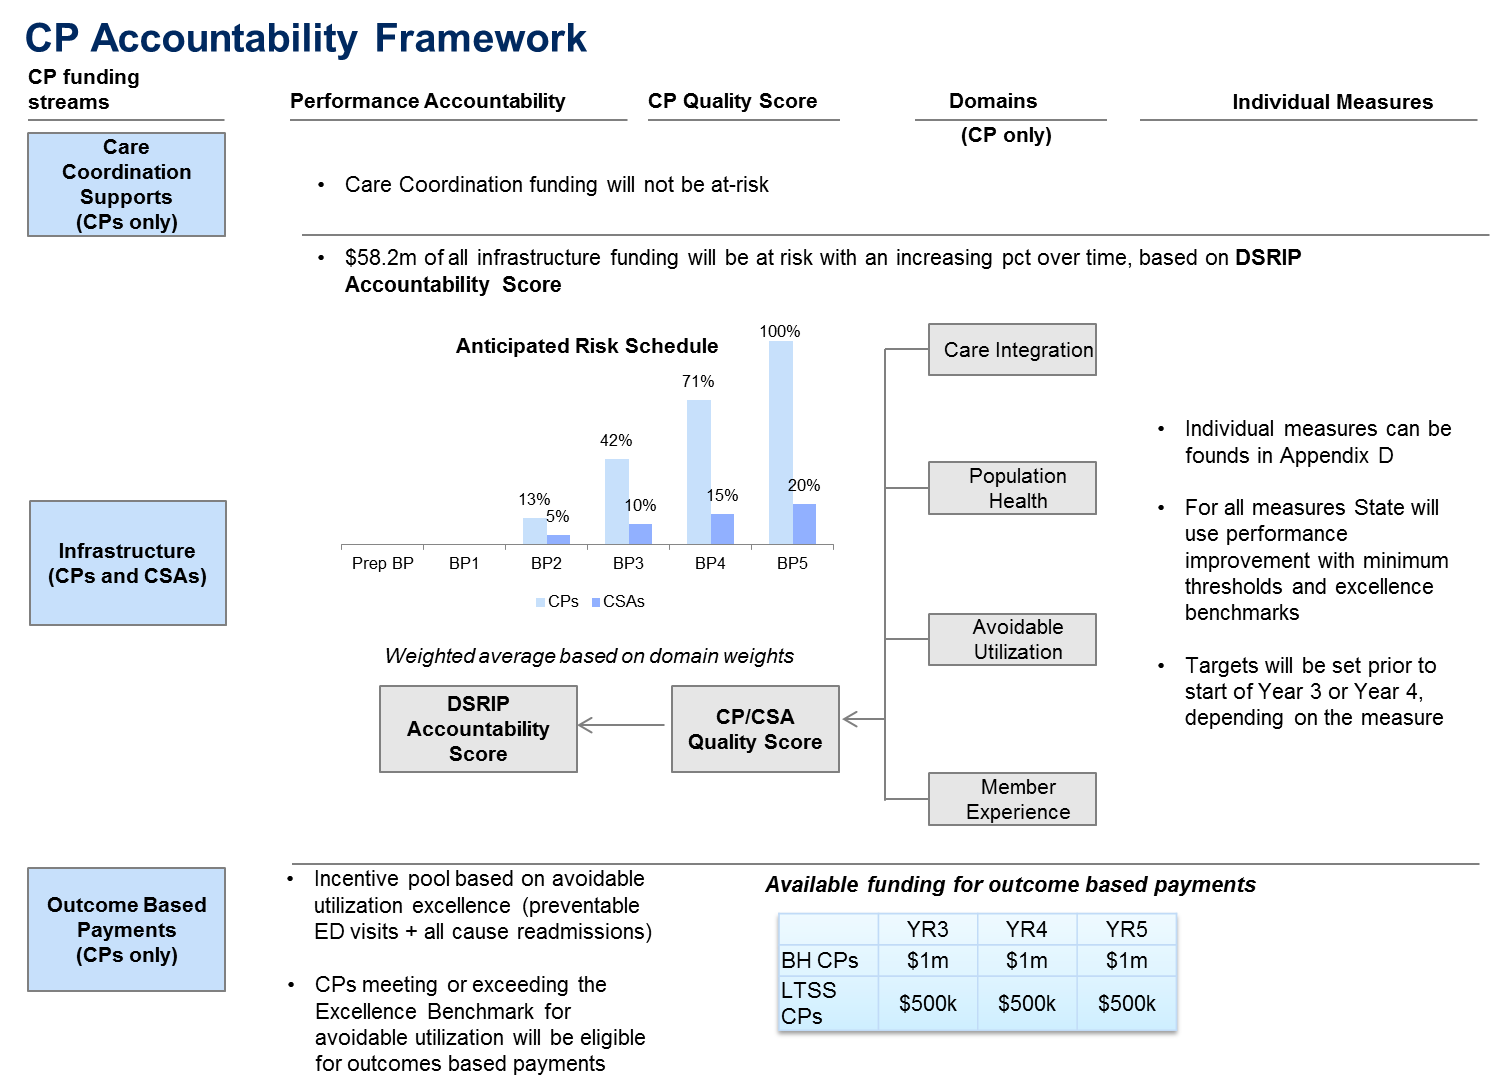 CP Accountability Framework
CP funding
streams
Performance Accountability
CP Quality Score
Domains
(CP only)
Individual Measures
Care
Coordination
Supports
(CPs only)
• Care Coordination funding will not be at-risk
• $58.2m of all infrastructure funding will be at risk with an increasing pct over time, based on DSRIP
Accountability Score
Infrastructure
(CPs and CSAs)
Anticipated Risk Schedule
100%
71%
42%
13%
5%
10%
15%
20%
Prep BP
BP1
BP2
BP3
BP4
BP5
CPs
CSAs
Weighted average based on domain weights
DSRIP
Accountability
Score
CP/CSA
Quality Score
Care Integration
Population
Health
Avoidable
Utilization
Member
Experience
• Individual measures can be
founds in Appendix D
• For all measures State will
use performance
improvement with minimum
thresholds and excellence
benchmarks
• Targets will be set prior to
start of Year 3 or Year 4,
depending on the measure
Outcome Based
Payments
(CPs only)
• Incentive pool based on avoidable
utilization excellence (preventable
ED visits + all cause readmissions)
• CPs meeting or exceeding the
Excellence Benchmark for
avoidable utilization will be eligible
for outcomes based payments
Available funding for outcome based payments
YR3 YR4 YR5
BH CPs $1m $1m $1m
LTSS
CPs $500k $500k $500k